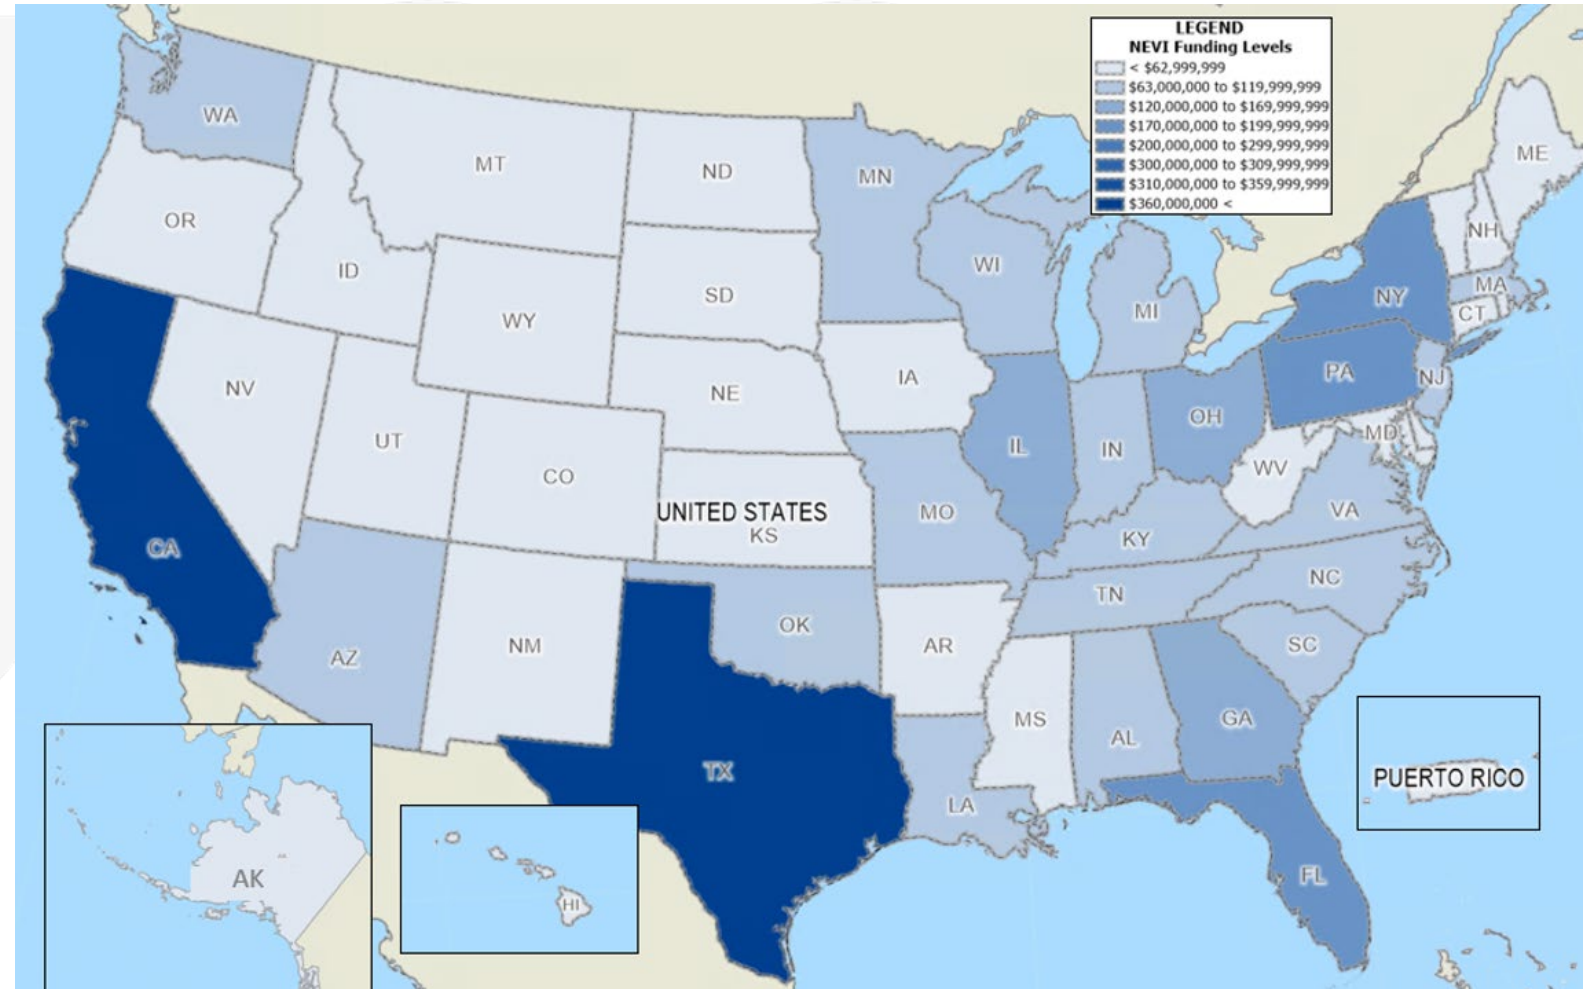 LEGEND
NEVI Funding Levels
< $62,999,999
$63,000,000 to $119,999,999
$120,000,000 to $169,999,999
$170,000,000 to $199,999,999
$200,000,000 to $299,999,999
$300,000,000 to $309,999,999
$310,000,000 to $359,999,999
$360,000,000 <
WA
MT
ND
MN
ME
OR
ID
SD
WI
NH
WY
MI
NY
MA
CT
NV
NE
IA
PA
NJ
UT
CO
IL
IN
OH
MD
WV
UNITED STATES
KS
MO
VA
CA
KY
NC
TN
AZ
NM
OK
AR
SC
MS
AL
GA
TX
LA
PUERTO RICO
AK
HI
FL